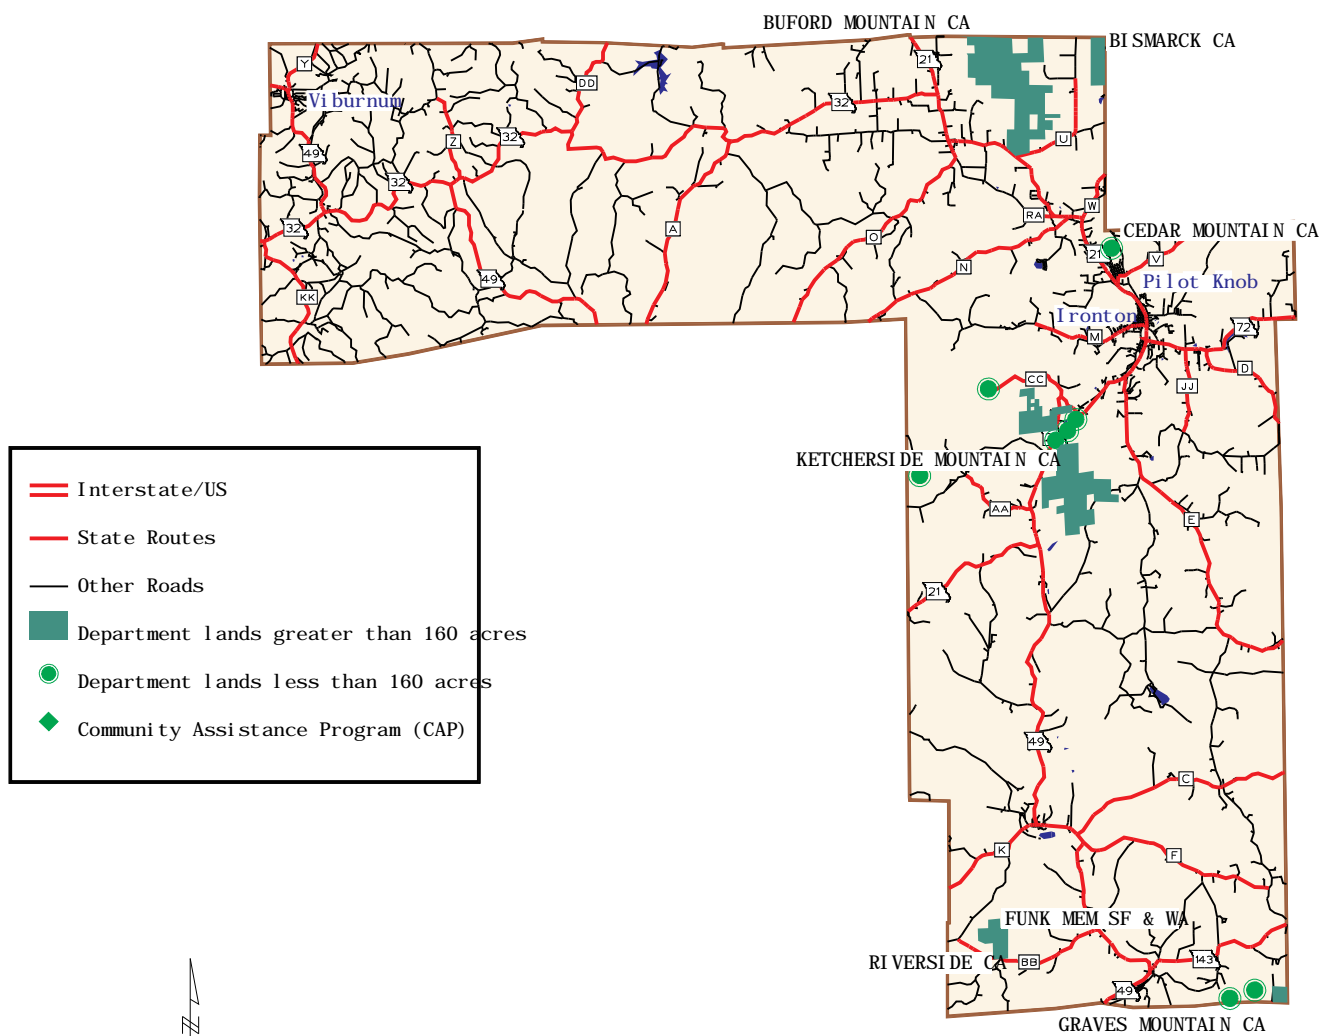 BUFORD MOUNTAIN CA
BISMARCK CA
21
Y
DD
Viburnum
32
Z
32
U
49
32
RA
W
32
A
O
CEDAR MOUNTAIN CA
21
V
N
49
Pilot Knob
KK
Ironton
72
M
D
CC
JJ
KETCHERSIDE MOUNTAIN CA
Interstate/US
AA
E
State Routes
Other Roads
21
Department lands greater than 160 acres
Department lands less than 160 acres
Community Assistance Program (CAP)
49
C
K
F
FUNK MEM SF & WA
RIVERSIDE CA
BB
143
49
GRAVES MOUNTAIN CA
N